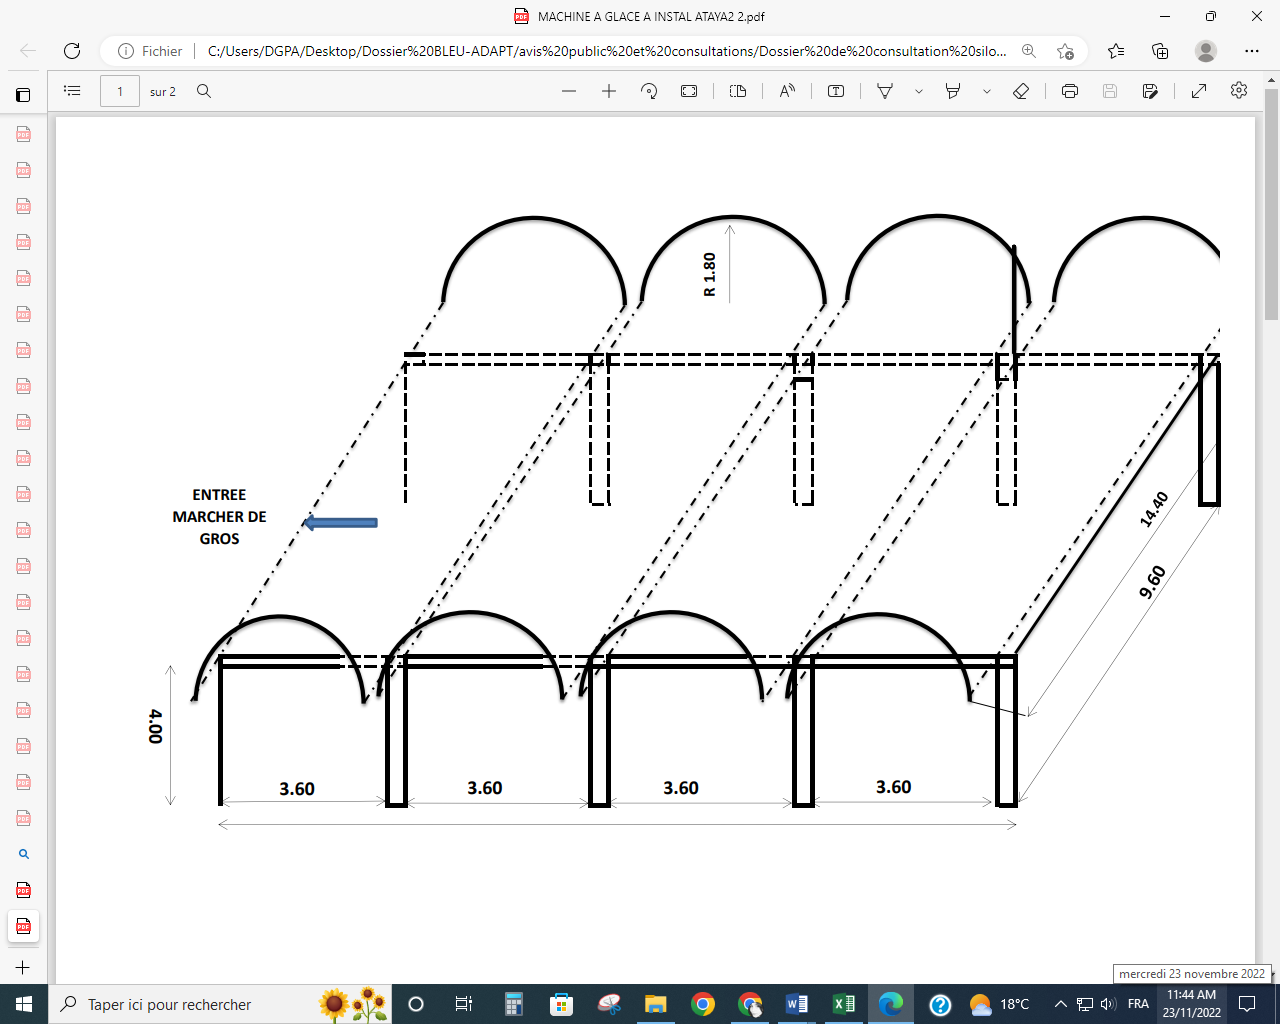 MACHINE A GLACE A INSTAL ATAYA2 2.pdf
Fichier
C:/Users/DGPA/Desktop/Dossier%20BLEU-ADAPT/avis%20public%20et%20consultations/Dossier%20de%20consultation%20silo...
1 sur 2
R 1.80
ENTREE
MARCHER DE
GROS
14.40
9.60
4.00
3.60 3.60 3.60 3.60
mercredi 23 novembre 2022
Taper ici pour rechercher
18°C
FRA
11:44 AM
23/11/2022